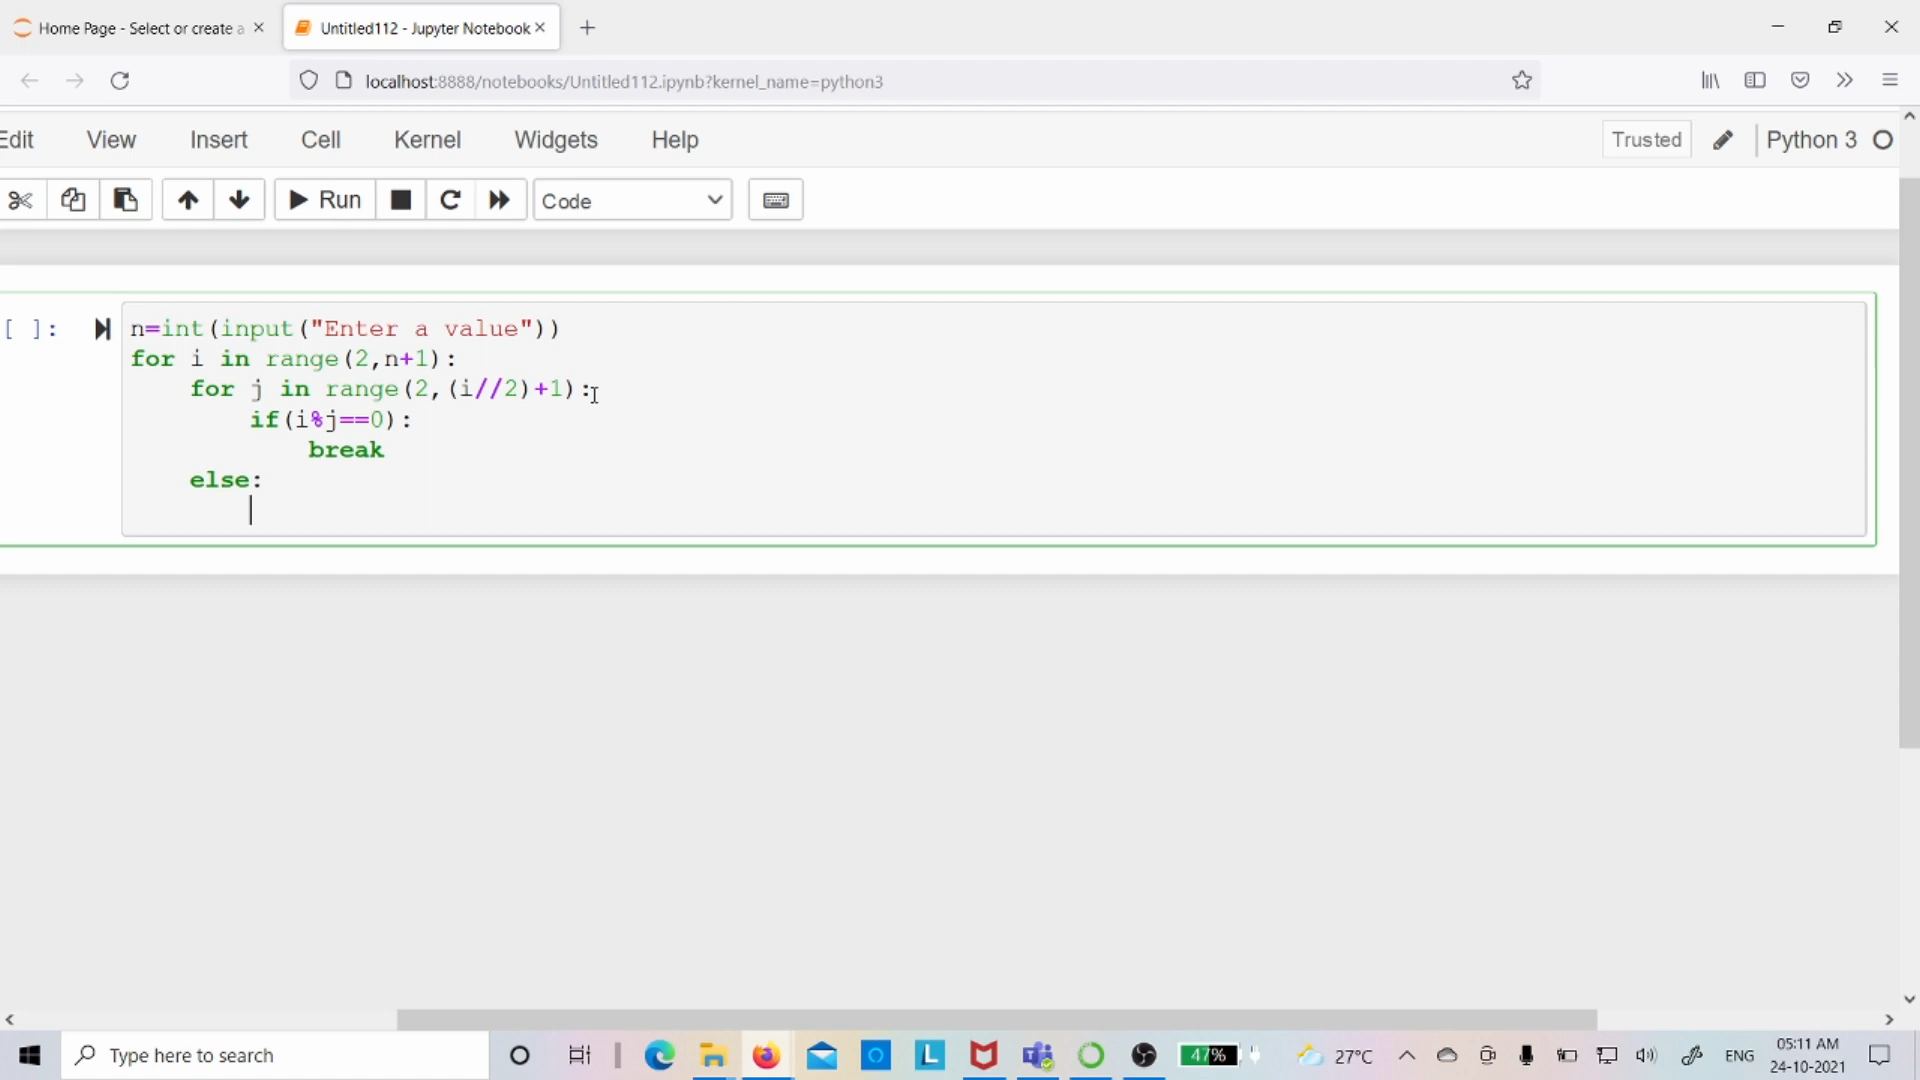 Home Page - Select or create a
Untitled112 - Jupyter Notebook
localhost:8888/notebooks/Untitled112.ipynb?kernel_name=python3
Edit View Insert Cell Kernel Widgets Help Trusted Python 3
Run Code
[ ]:
n=int(input("Enter a value"))
for i in range(2,n+1):
    for j in range(2,(i//2)+1):
        if(i%j==0):
            break
    else:
Type here to search
47%
27°C
ENG
05:11 AM
24-10-2021